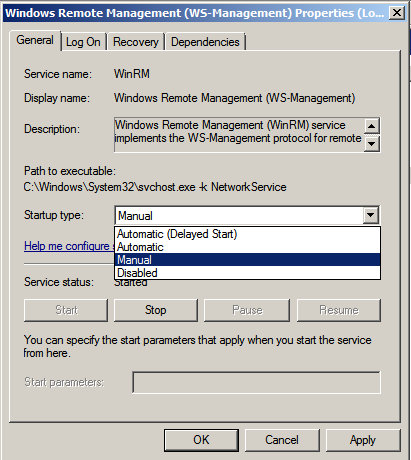 Windows Remote Management (WS-Management) Properties (Lo...
General Log On Recovery Dependencies
Service name: WinRM
Display name: Windows Remote Management (WS-Management)
Description: Windows Remote Management (WinRM) service
implements the WS-Management protocol for remote
Path to executable:
C:\Windows\System32\svchost.exe -k NetworkService
Startup type: Manual
Automatic (Delayed Start)
Automatic
Help me configure
Manual
Disabled
Service status: Started
Start Stop Pause Resume
You can specify the start parameters that apply when you start the service
from here.
Start parameters:
OK Cancel Apply